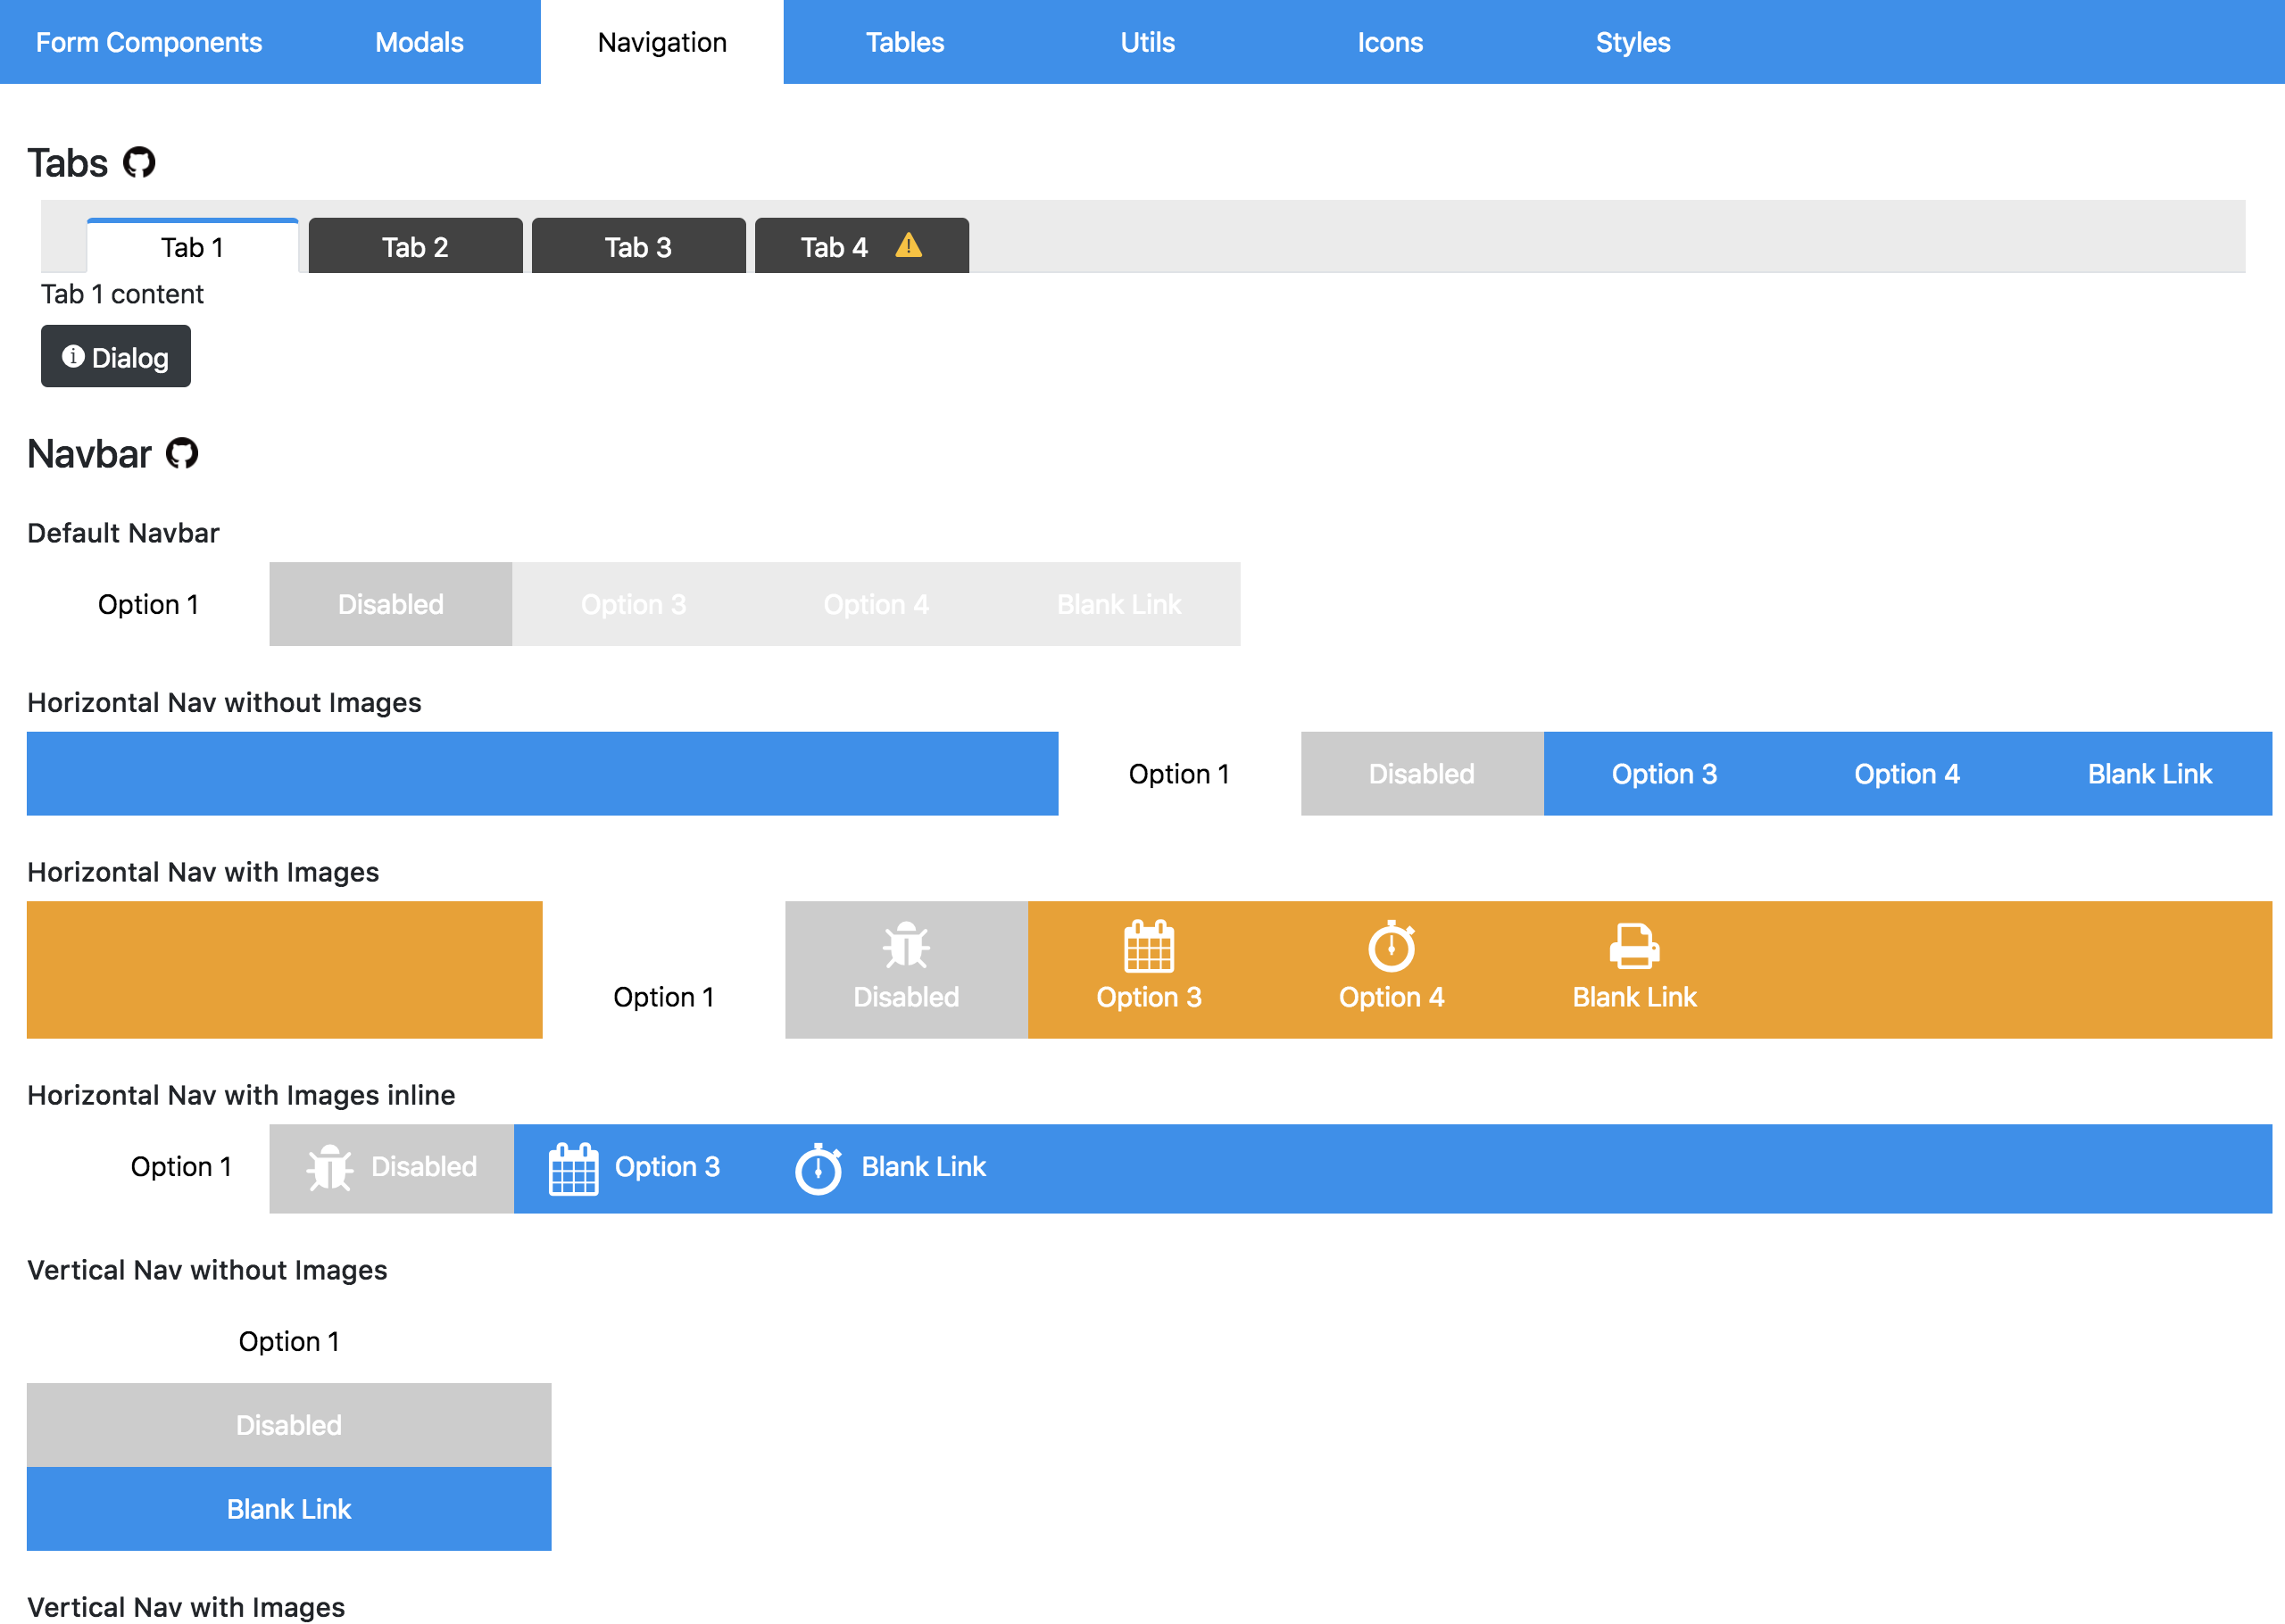 Form Components Modals Navigation Tables Utils Icons Styles
Tabs
Tab 1 Tab 2 Tab 3 Tab 4
Tab 1 content
Dialog
Navbar
Default Navbar
Option 1 Disabled Option 3 Option 4 Blank Link
Horizontal Nav without Images
Option 1 Disabled Option 3 Option 4 Blank Link
Horizontal Nav with Images
Option 1 Disabled Option 3 Option 4 Blank Link
Horizontal Nav with Images inline
Option 1 Disabled Option 3 Blank Link
Vertical Nav without Images
Option 1
Disabled
Blank Link
Vertical Nav with Images